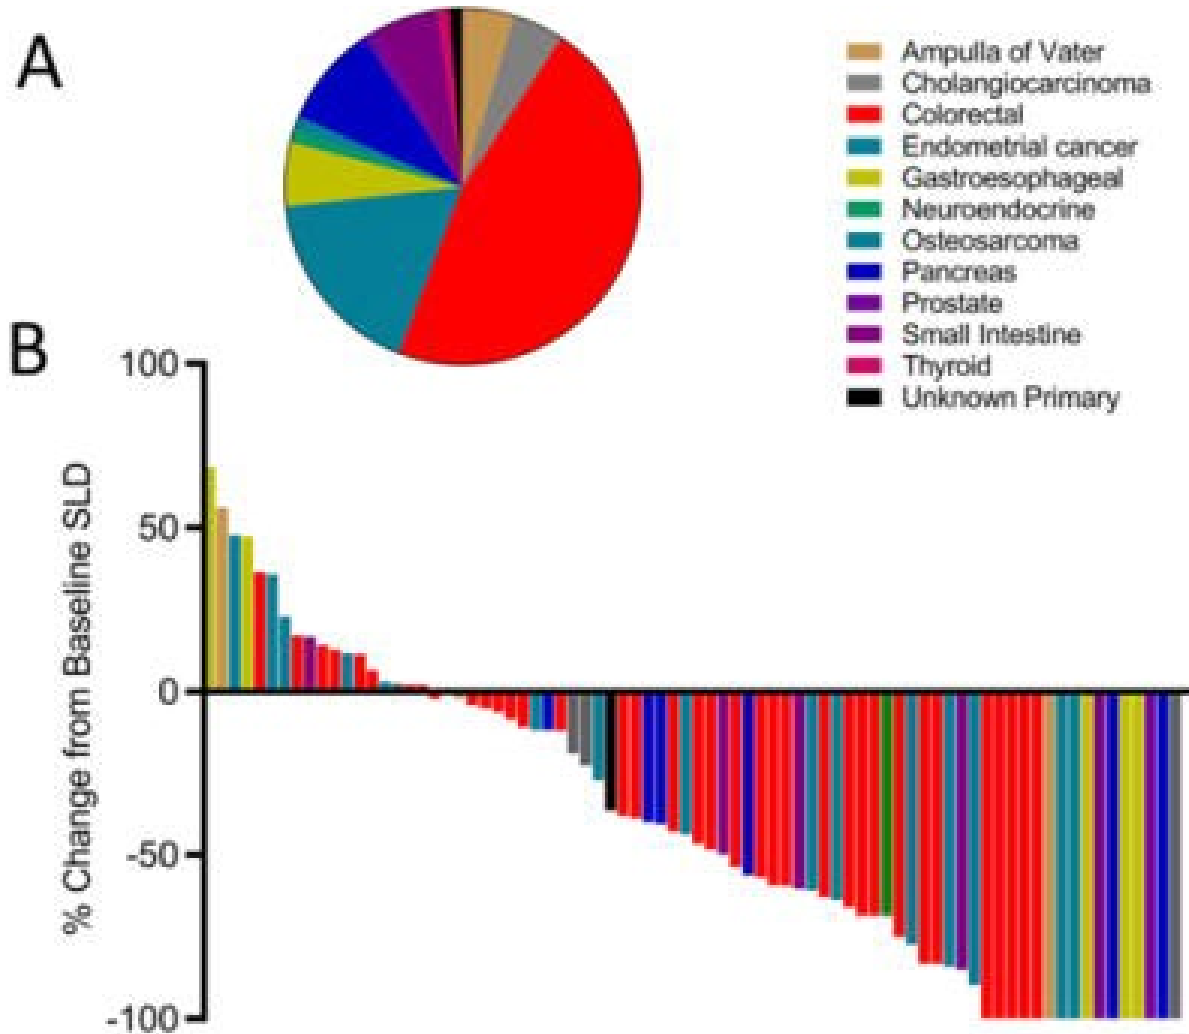 A
Ampulla of Vater
Cholangiocarcinoma
Colorectal
Endometrial cancer
Gastroesophageal
Neuroendocrine
Osteosarcoma
Pancreas
Prostate
Small Intestine
Thyroid
Unknown Primary
B
100
50
0
-50
-100
% Change from Baseline SLD